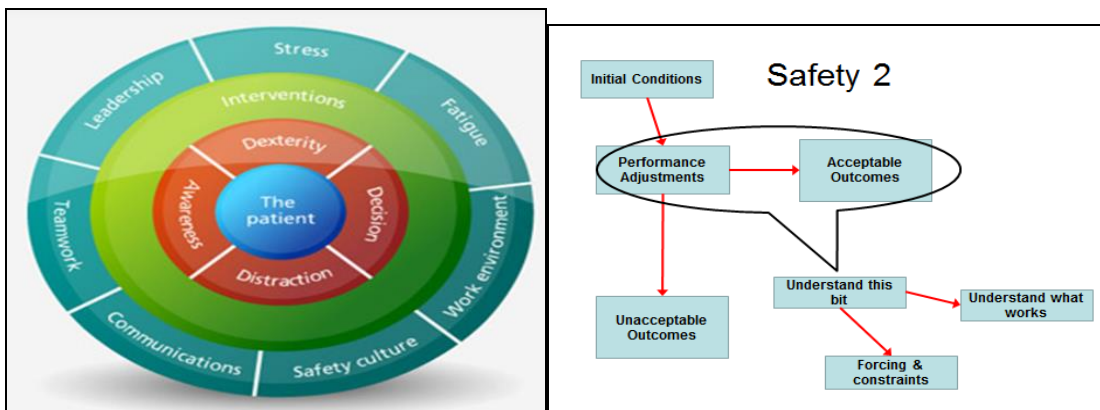 Stress
Leadership
Fatigue
Interventions
Dexterity
Awareness
The
patient
Decision
Distraction
Teamwork
Work environment
Communications
Safety culture
Safety 2
Initial Conditions
Performance
Adjustments
Acceptable
Outcomes
Understand this
bit
Understand what
works
Unacceptable
Outcomes
Forcing &
constraints